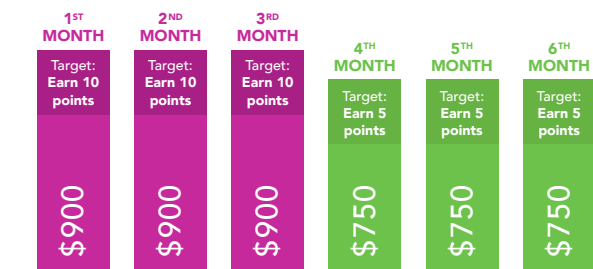 1ST
MONTH
Target:
Earn 10
points
$900
2ND
MONTH
Target:
Earn 10
points
$900
3RD
MONTH
Target:
Earn 10
points
$900
4TH
MONTH
Target:
Earn 5
points
$750
5TH
MONTH
Target:
Earn 5
points
$750
6TH
MONTH
Target:
Earn 5
points
$750